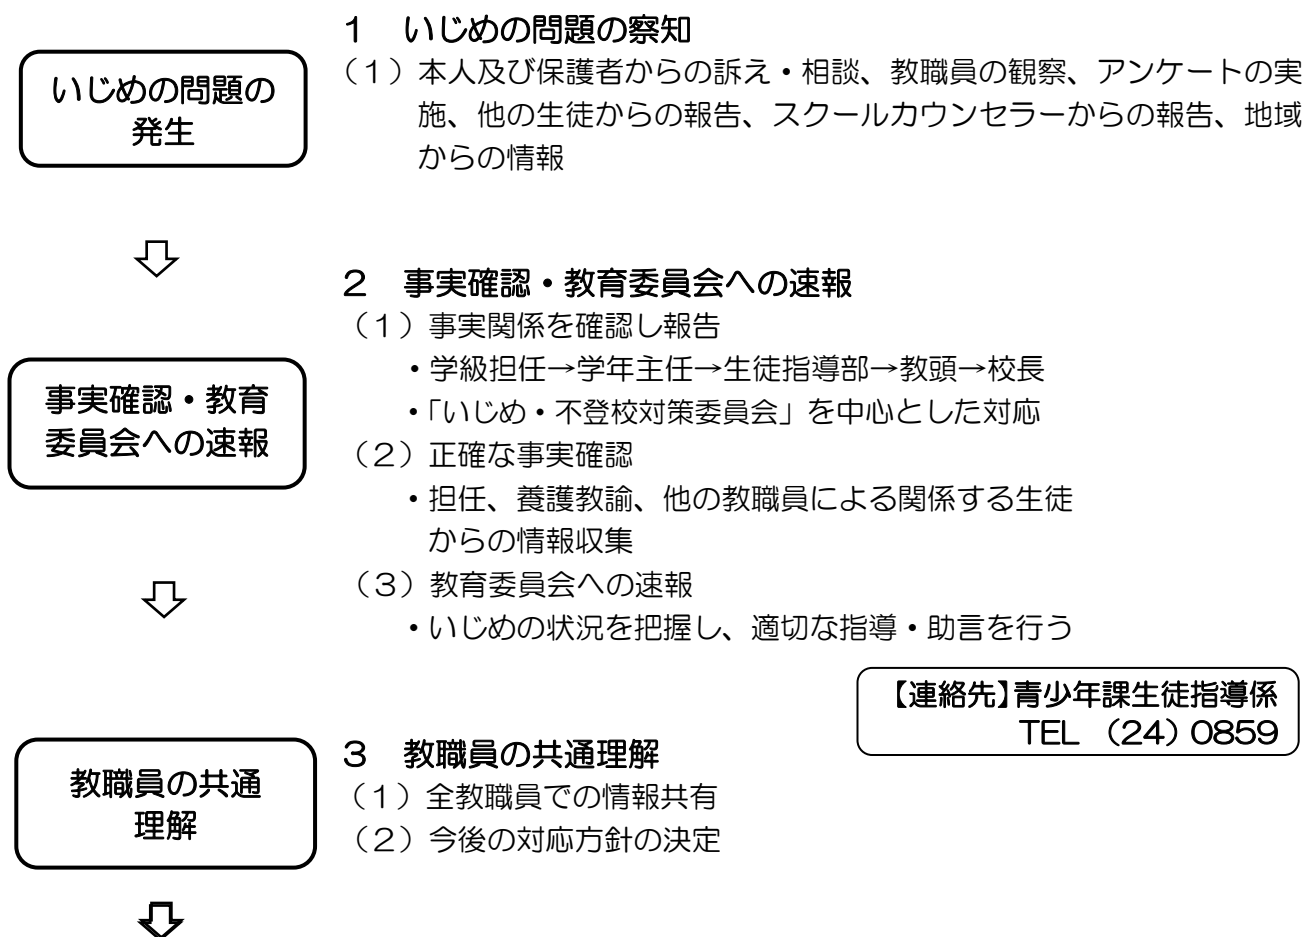 いじめの問題の
発生
1 いじめの問題の察知
(1)本人及び保護者からの訴え・相談、教職員の観察、アンケートの実
施、他の生徒からの報告、スクールカウンセラーからの報告、地域
からの情報
事実確認・教育
委員会への速報
2 事実確認・教育委員会への速報
(1)事実関係を確認し報告
・学級担任→学年主任→生徒指導部→教頭→校長
・「いじめ・不登校対策委員会」を中心とした対応
(2)正確な事実確認
・担任、養護教諭、他の教職員による関係する生徒
からの情報収集
(3)教育委員会への速報
・いじめの状況を把握し、適切な指導・助言を行う
【連絡先】青少年課生徒指導係
TEL (24)0859
教職員の共通
理解
3 教職員の共通理解
(1)全教職員での情報共有
(2)今後の対応方針の決定